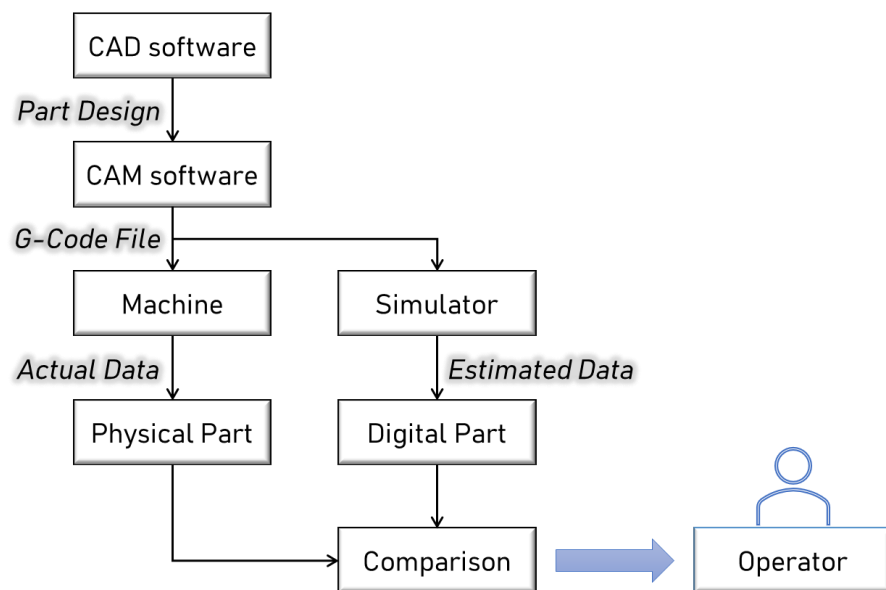 CAD software
Part Design
CAM software
G-Code File
Machine
Simulator
Actual Data
Estimated Data
Physical Part
Digital Part
Comparison
Operator